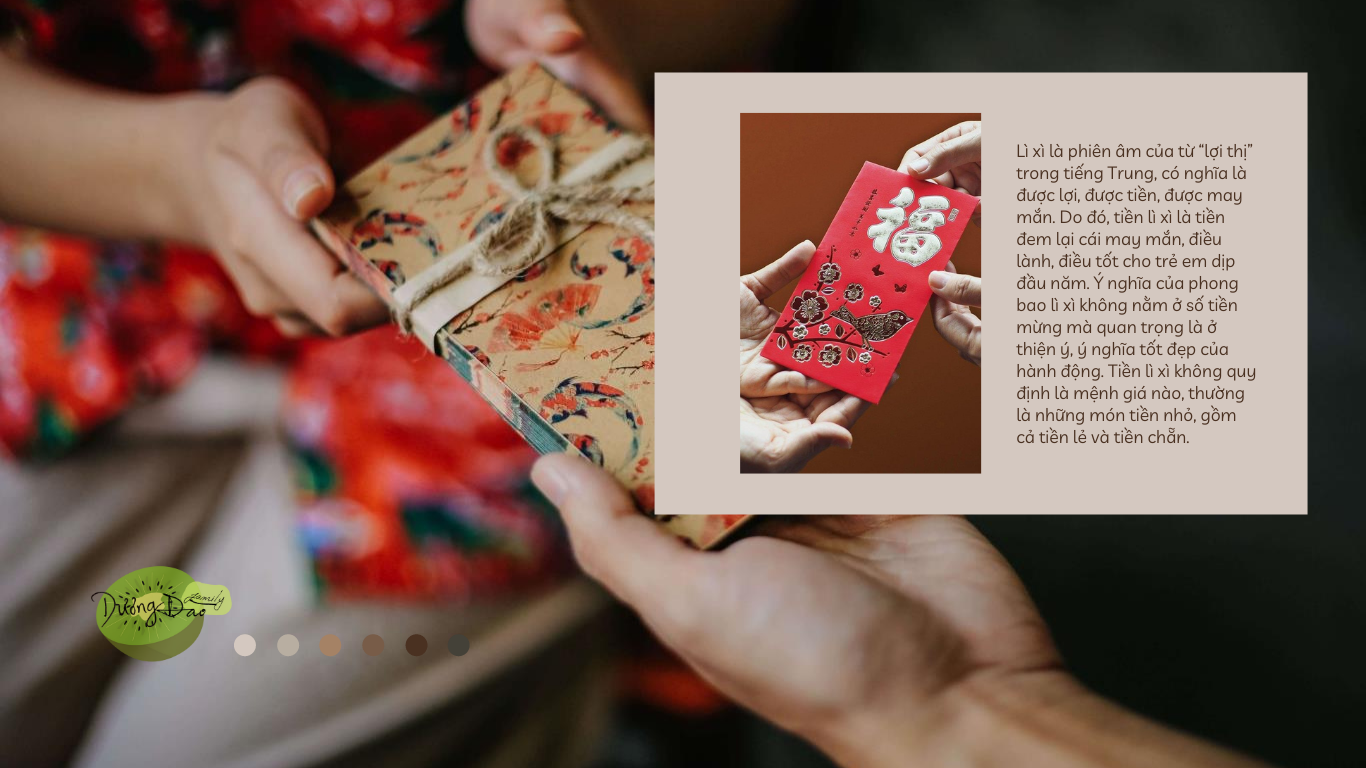 Lì xì là phiên âm của từ “lợi thị”
trong tiếng Trung, có nghĩa là
được lợi, được tiền, được may
mắn. Do đó, tiền lì xì là tiền
đem lại cái may mắn, điều
lành, điều tốt cho trẻ em dịp
đầu năm. Ý nghĩa của phong
bao lì xì không nằm ở số tiền
mừng mà quan trọng là ở
thiện ý, ý nghĩa tốt đẹp của
hành động. Tiền lì xì không quy
định là mệnh giá nào, thường
là những món tiền nhỏ, gồm
cả tiền lẻ và tiền chẵn.
福
Dương Đào Family